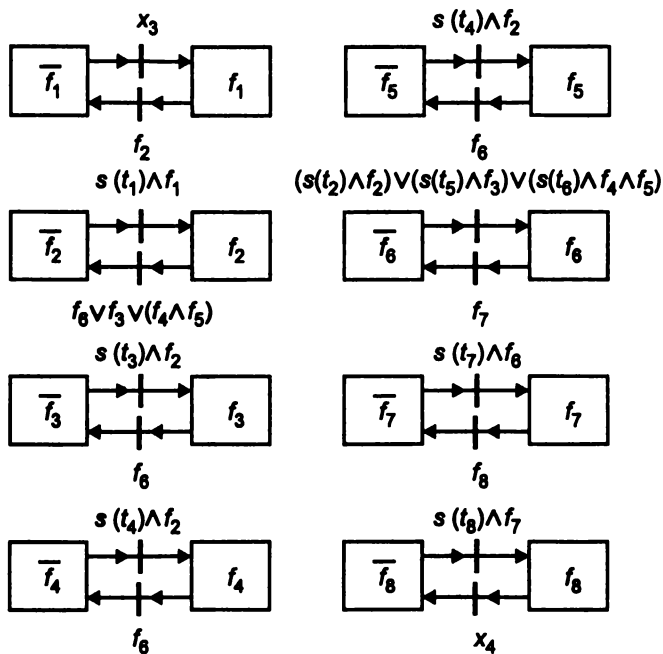 x₃
f̅₁ f₁
f₂
s (t₁)∧f₁
f̅₂ f₂
f₆∨f₃∨(f₄∧f₅)
s (t₃)∧f₂
f̅₃ f₃
f₆
s (t₄)∧f₂
f̅₄ f₄
f₆
s (t₄)∧f₂
f̅₅ f₅
f₆
(s(t₂)∧f₂)∨(s(t₅)∧f₃)∨(s(t₆)∧f₄∧f₅)
f̅₆ f₆
f₇
s (t₇)∧f₆
f̅₇ f₇
f₈
s (t₈)∧f₇
f̅₈ f₈
x₄